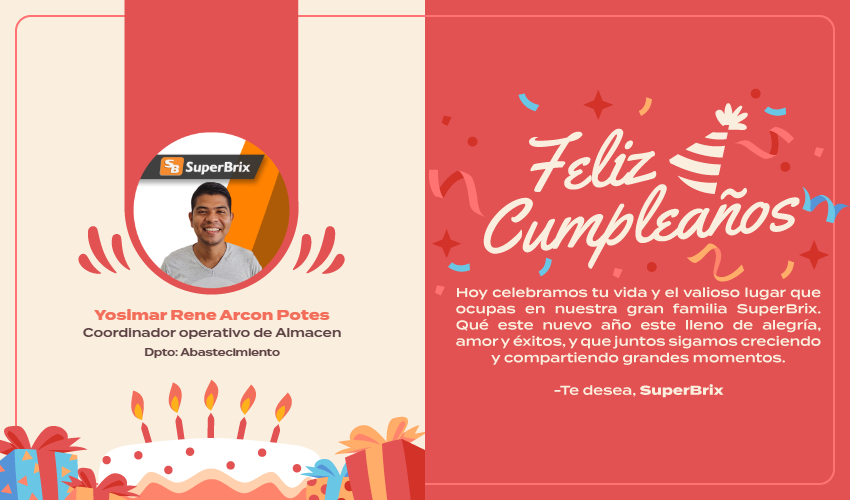 SB SuperBrix
Yosimar Rene Arcon Potes
Coordinador operativo de Almacen
Dpto: Abastecimiento
Feliz
Cumpleaños
Hoy celebramos tu vida y el valioso lugar que
ocupas en nuestra gran familia SuperBrix.
Qué este nuevo año este lleno de alegría,
amor y éxitos, y que juntos sigamos creciendo
y compartiendo grandes momentos.
-Te desea, SuperBrix